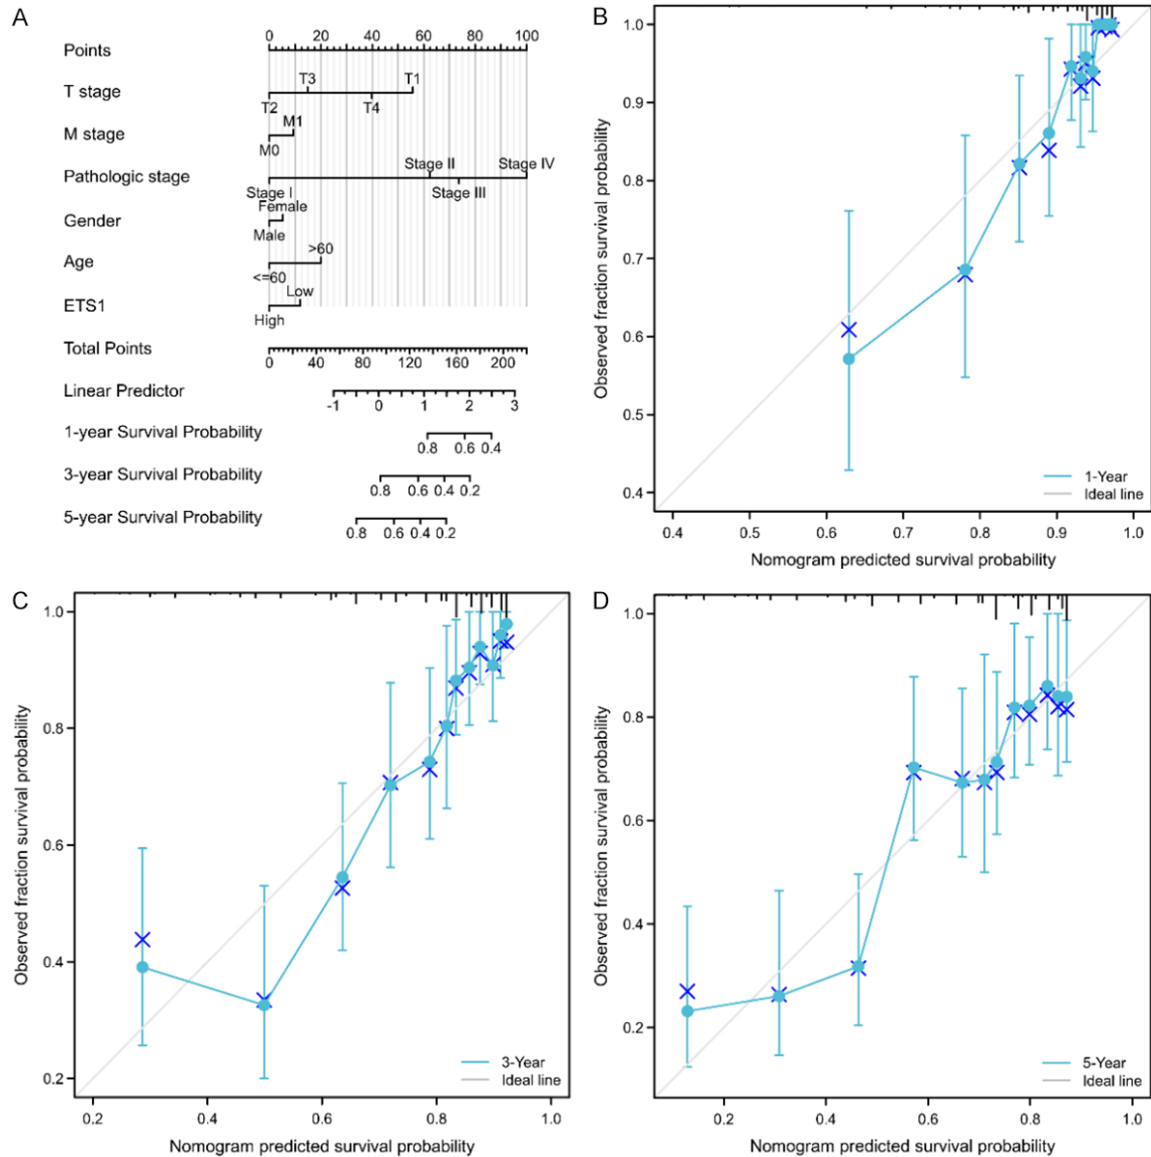 A
Points
0 20 40 60 80 100
T stage
T3 T1
T2 T4
M stage
M1
M0
Pathologic stage
Stage II Stage IV
Stage I Stage III
Gender
Female
Male
Age
>60
<=60
ETS1
Low
High
Total Points
0 40 80 120 160 200
Linear Predictor
-1 0 1 2 3
1-year Survival Probability
0.8 0.6 0.4
3-year Survival Probability
0.8 0.6 0.4 0.2
5-year Survival Probability
0.8 0.6 0.4 0.2
B
Observed fraction survival probability
1.0
0.9
0.8
0.7
0.6
0.5
0.4
1-Year
Ideal line
0.4 0.5 0.6 0.7 0.8 0.9 1.0
Nomogram predicted survival probability
C
Observed fraction survival probability
1.0
0.8
0.6
0.4
0.2
3-Year
Ideal line
0.2 0.4 0.6 0.8 1.0
Nomogram predicted survival probability
D
Observed fraction survival probability
1.0
0.8
0.6
0.4
0.2
5-Year
Ideal line
0.2 0.4 0.6 0.8 1.0
Nomogram predicted survival probability